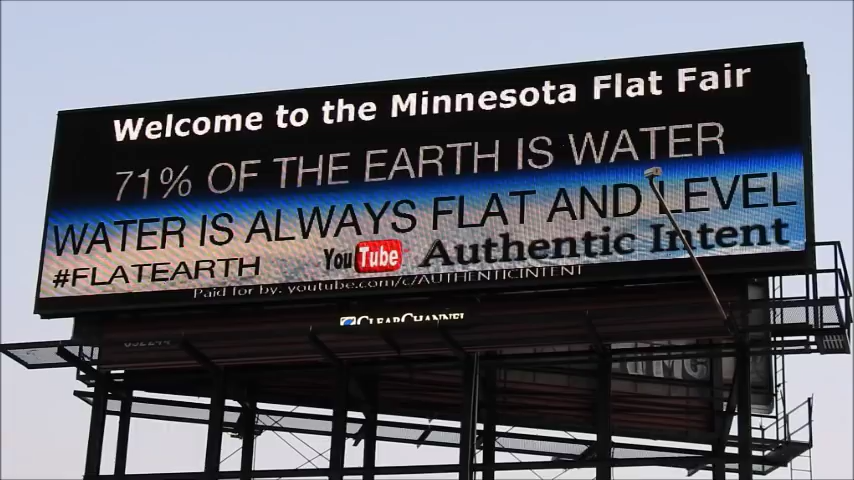 Welcome to the Minnesota Flat Fair
71% OF THE EARTH IS WATER
WATER IS ALWAYS FLAT AND LEVEL
#FLATEARTH YouTube Authentic Intent
Paid for by: youtube.com/c/AUTHENTICINTENT
CLEARCHANNEL